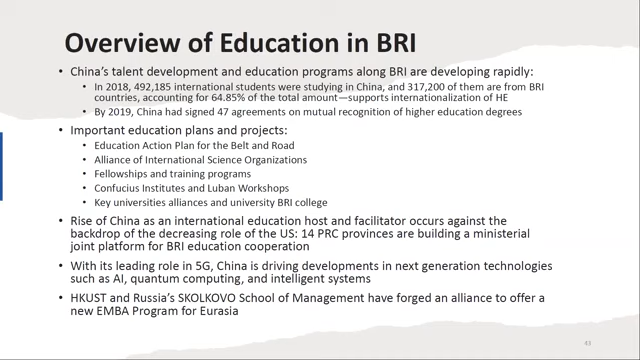 Overview of Education in BRI
• China's talent development and education programs along BRI are developing rapidly:
• In 2018, 492,185 international students were studying in China, and 317,200 of them are from BRI
countries, accounting for 64.85% of the total amount—supports internationalization of HE
• By 2019, China had signed 47 agreements on mutual recognition of higher education degrees
• Important education plans and projects:
• Education Action Plan for the Belt and Road
• Alliance of International Science Organizations
• Fellowships and training programs
• Confucius Institutes and Luban Workshops
• Key universities alliances and university BRI college
• Rise of China as an international education host and facilitator occurs against the
backdrop of the decreasing role of the US: 14 PRC provinces are building a ministerial
joint platform for BRI education cooperation
• With its leading role in 5G, China is driving developments in next generation technologies
such as AI, quantum computing, and intelligent systems
• HKUST and Russia's SKOLKOVO School of Management have forged an alliance to offer a
new EMBA Program for Eurasia
43